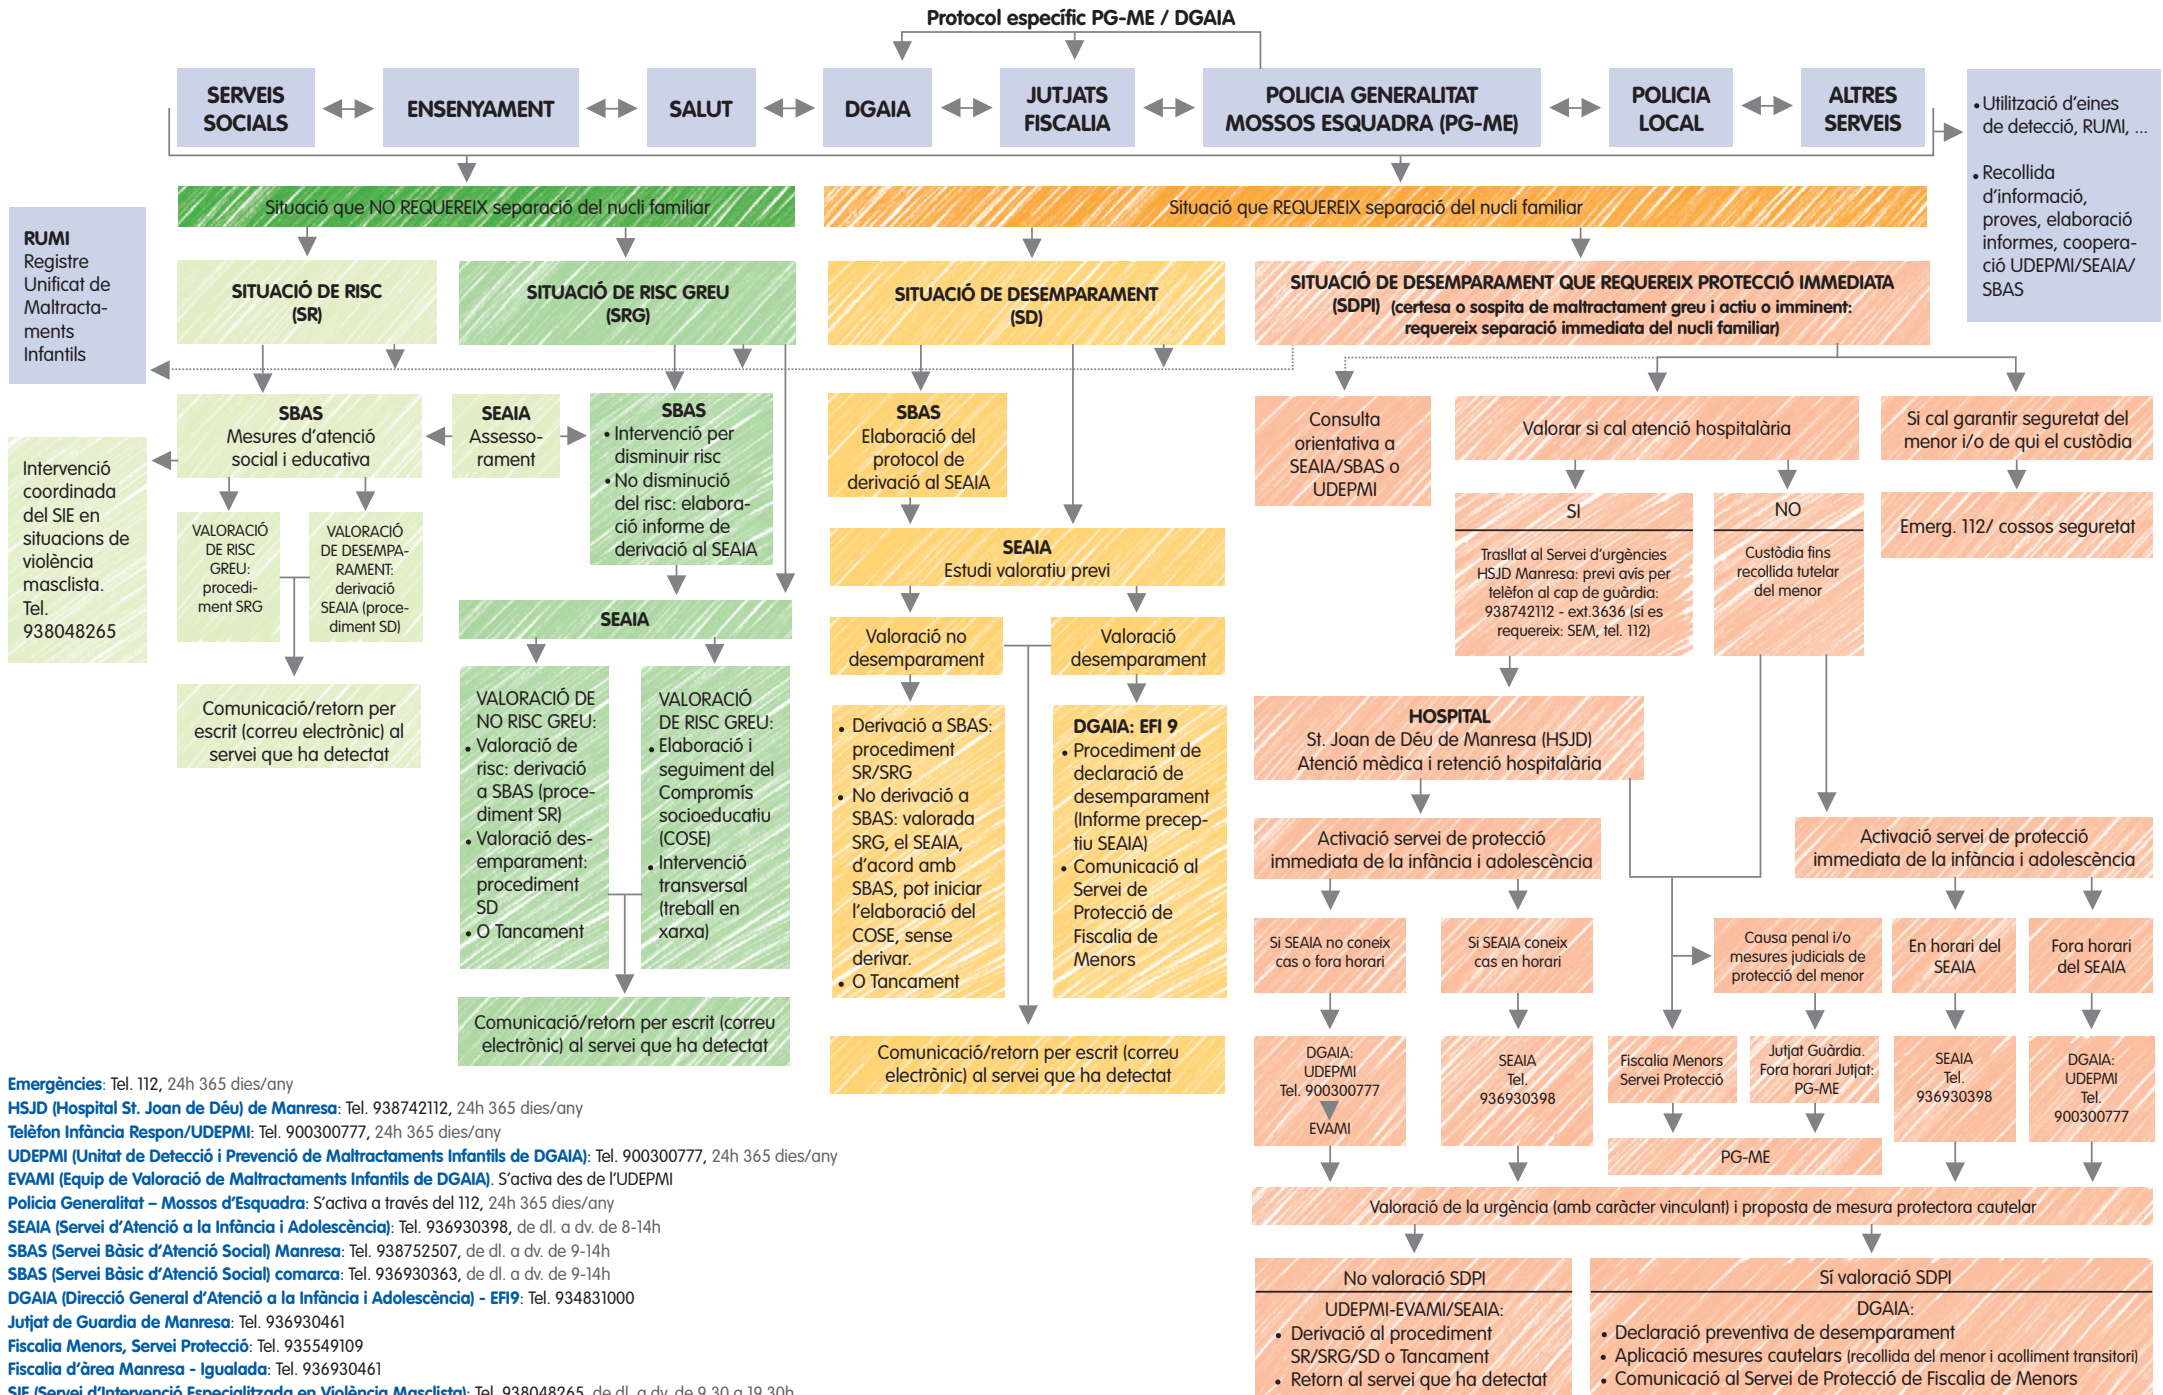 Protocol específic PG-ME / DGAIA
SERVEIS
SOCIALS
ENSENYAMENT
SALUT
DGAIA
JUTJATS
FISCALIA
POLICIA GENERALITAT
MOSSOS ESQUADRA (PG-ME)
POLICIA
LOCAL
ALTRES
SERVEIS
• Utilització d'eines
de detecció, RUMI, ...
• Recollida
d'informació,
proves, elaboració
informes, coopera-
ció UDEPMI/SEAIA/
SBAS
Situació que NO REQUEREIX separació del nucli familiar
Situació que REQUEREIX separació del nucli familiar
RUMI
Registre
Unificat de
Maltracta-
ments
Infantils
SITUACIÓ DE RISC
(SR)
SITUACIÓ DE RISC GREU
(SRG)
SITUACIÓ DE DESEMPARAMENT
(SD)
SITUACIÓ DE DESEMPARAMENT QUE REQUEREIX PROTECCIÓ IMMEDIATA
(SDPI) (certesa o sospita de maltractament greu i actiu o imminent:
requereix separació immediata del nucli familiar)
Intervenció
coordinada
del SIE en
situacions de
violència
masclista.
Tel.
938048265
SBAS
Mesures d'atenció
social i educativa
SEAIA
Assesso-
rament
SBAS
• Intervenció per
disminuir risc
• No disminució
del risc: elabora-
ció informe de
derivació al SEAIA
VALORACIÓ
DE RISC
GREU:
procedi-
ment SRG
VALORACIÓ
DE DESEMPA-
RAMENT:
derivació
SEAIA (proce-
diment SD)
Comunicació/retorn per
escrit (correu electrònic) al
servei que ha detectat
SEAIA
VALORACIÓ DE
NO RISC GREU:
• Valoració de
risc: derivació
a SBAS (proce-
diment SR)
• Valoració des-
emparament:
procediment
SD
• O Tancament
VALORACIÓ
DE RISC GREU:
• Elaboració i
seguiment del
Compromís
socioeducatiu
(COSE)
• Intervenció
transversal
(treball en
xarxa)
Comunicació/retorn per escrit (correu
electrònic) al servei que ha detectat
SBAS
Elaboració del
protocol de
derivació al SEAIA
SEAIA
Estudi valoratiu previ
Valoració no
desemparament
Valoració
desemparament
• Derivació a SBAS:
procediment
SR/SRG
• No derivació a
SBAS: valorada
SRG, el SEAIA,
d'acord amb
SBAS, pot iniciar
l'elaboració del
COSE, sense
derivar.
• O Tancament
DGAIA: EFI 9
• Procediment de
declaració de
desemparament
(Informe precep-
tiu SEAIA)
• Comunicació al
Servei de
Protecció de
Fiscalia de
Menors
Comunicació/retorn per escrit (correu
electrònic) al servei que ha detectat
Consulta
orientativa a
SEAIA/SBAS o
UDEPMI
Valorar si cal atenció hospitalària
Si cal garantir seguretat del
menor i/o de qui el custòdia
SI
Trasllat al Servei d'urgències
HSJD Manresa: previ avís per
telèfon al cap de guàrdia:
938742112 - ext.3636 (si es
requereix: SEM, tel. 112)
NO
Custòdia fins
recollida tutelar
del menor
Emerg. 112/ cossos seguretat
HOSPITAL
St. Joan de Déu de Manresa (HSJD)
Atenció mèdica i retenció hospitalària
Activació servei de protecció
immediata de la infància i adolescència
Activació servei de protecció
immediata de la infància i adolescència
Si SEAIA no coneix
cas o fora horari
Si SEAIA coneix
cas en horari
Causa penal i/o
mesures judicials de
protecció del menor
En horari del
SEAIA
Fora horari
del SEAIA
DGAIA:
UDEPMI
Tel. 900300777
EVAMI
SEAIA
Tel.
936930398
Fiscalia Menors
Servei Protecció
Jutjat Guàrdia.
Fora horari Jutjat:
PG-ME
SEAIA
Tel.
936930398
DGAIA:
UDEPMI
Tel.
900300777
PG-ME
Valoració de la urgència (amb caràcter vinculant) i proposta de mesura protectora cautelar
No valoració SDPI
UDEPMI-EVAMI/SEAIA:
• Derivació al procediment
SR/SRG/SD o Tancament
• Retorn al servei que ha detectat
Sí valoració SDPI
DGAIA:
• Declaració preventiva de desemparament
• Aplicació mesures cautelars (recollida del menor i acolliment transitori)
• Comunicació al Servei de Protecció de Fiscalia de Menors
Emergències: Tel. 112, 24h 365 dies/any
HSJD (Hospital St. Joan de Déu) de Manresa: Tel. 938742112, 24h 365 dies/any
Telèfon Infància Respon/UDEPMI: Tel. 900300777, 24h 365 dies/any
UDEPMI (Unitat de Detecció i Prevenció de Maltractaments Infantils de DGAIA): Tel. 900300777, 24h 365 dies/any
EVAMI (Equip de Valoració de Maltractaments Infantils de DGAIA). S'activa des de l'UDEPMI
Policia Generalitat – Mossos d'Esquadra: S'activa a través del 112, 24h 365 dies/any
SEAIA (Servei d'Atenció a la Infància i Adolescència): Tel. 936930398, de dl. a dv. de 8-14h
SBAS (Servei Bàsic d'Atenció Social) Manresa: Tel. 938752507, de dl. a dv. de 9-14h
SBAS (Servei Bàsic d'Atenció Social) comarca: Tel. 936930363, de dl. a dv. de 9-14h
DGAIA (Direcció General d'Atenció a la Infància i Adolescència) - EFI9: Tel. 934831000
Jutjat de Guardia de Manresa: Tel. 936930461
Fiscalia Menors, Servei Protecció: Tel. 935549109
Fiscalia d'àrea Manresa - Igualada: Tel. 936930461
SIE (Servei d'Intervenció Especialitzada en Violència Masclista): Tel. 938048265, de dl. a dv. de 9.30 a 19.30h